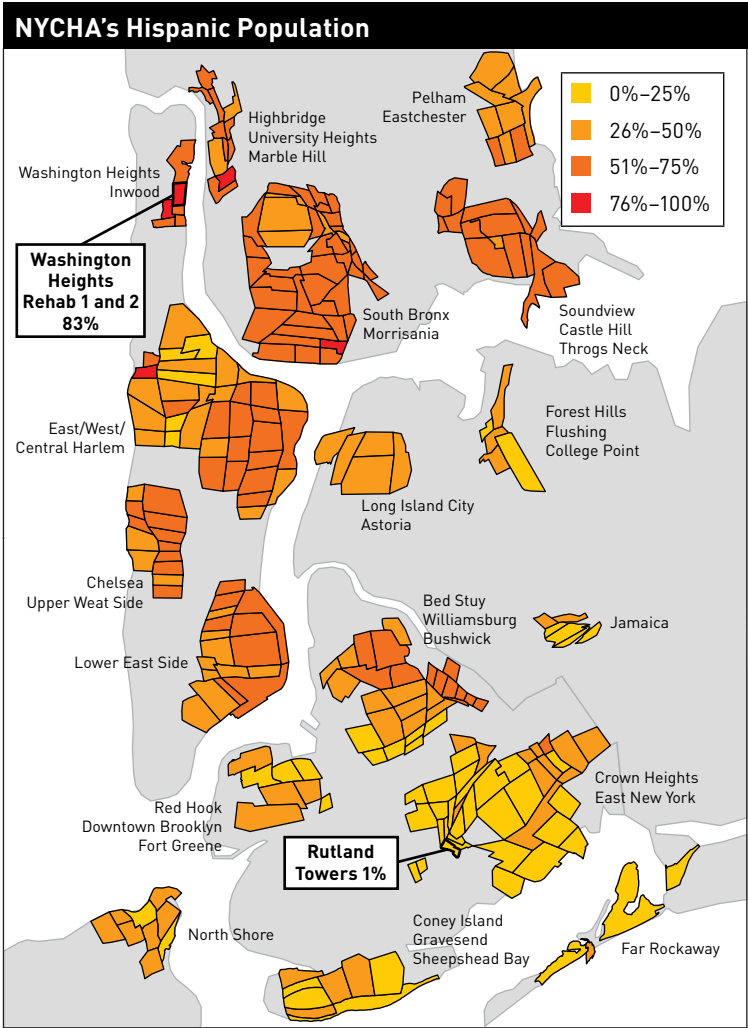 NYCHA's Hispanic Population
0%–25%
26%–50%
51%–75%
76%–100%
Pelham
Eastchester
Highbridge
University Heights
Marble Hill
Washington Heights
Inwood
Washington
Heights
Rehab 1 and 2
83%
South Bronx
Morrisania
Soundview
Castle Hill
Throgs Neck
East/West/
Central Harlem
Forest Hills
Flushing
College Point
Long Island City
Astoria
Chelsea
Upper Weat Side
Bed Stuy
Williamsburg
Bushwick
Jamaica
Lower East Side
Crown Heights
East New York
Red Hook
Downtown Brooklyn
Fort Greene
Rutland
Towers 1%
North Shore
Coney Island
Gravesend
Sheepshead Bay
Far Rockaway